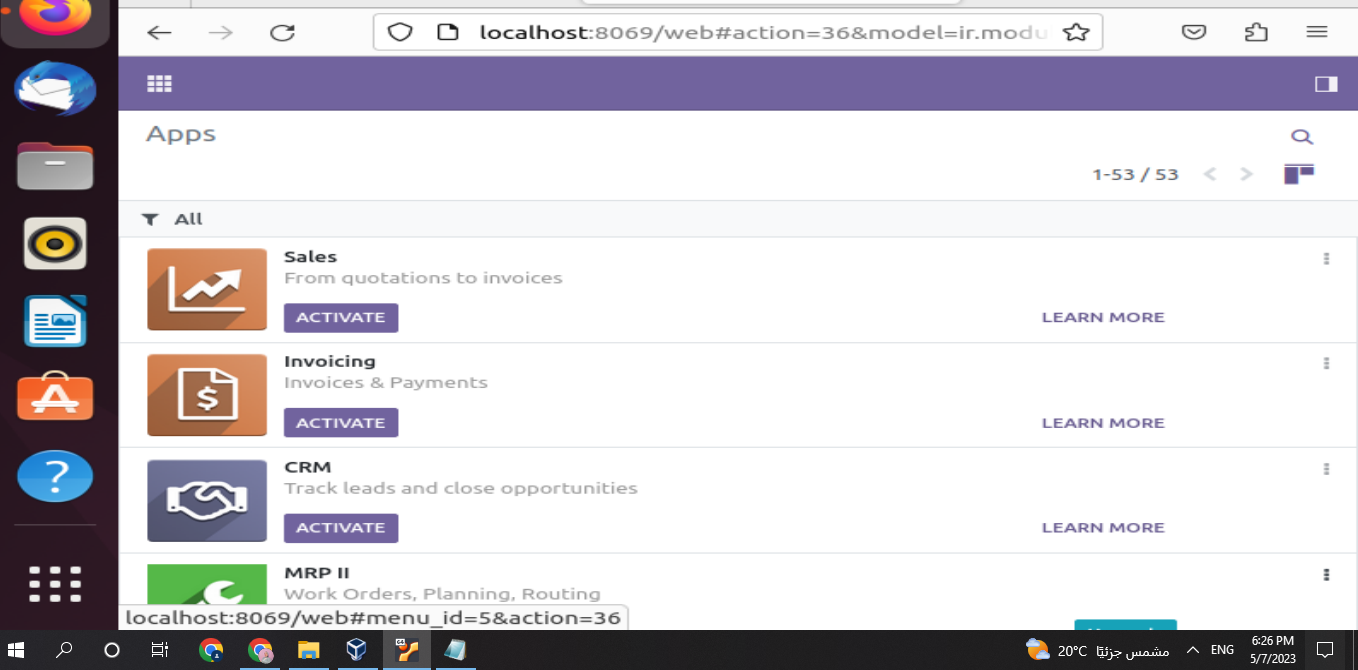 localhost:8069/web#action=36&model=ir.modu
Apps
1-53 / 53
All
Sales
From quotations to invoices
ACTIVATE
LEARN MORE
Invoicing
Invoices & Payments
ACTIVATE
LEARN MORE
CRM
Track leads and close opportunities
ACTIVATE
LEARN MORE
MRP II
Work Orders, Planning, Routing
localhost:8069/web#menu_id=5&action=36
20°C مشمس جزئيًا
ENG
6:26 PM
5/7/2023